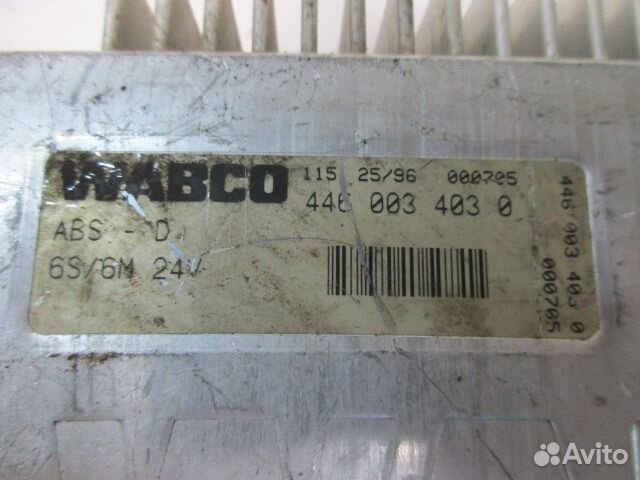 WABCO
115 25/96 000705
446 003 403 0
ABS - D
6S/6M 24V
446 003 403 0
000705
Avito